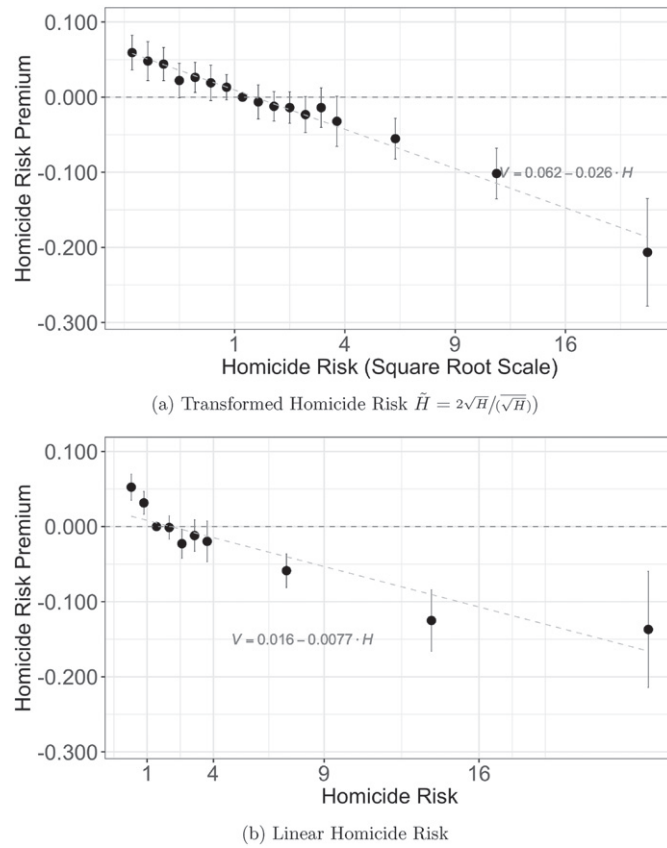 0.100
0.000
-0.100
-0.200
-0.300
Homicide Risk Premium
V = 0.062 − 0.026 · H
1 4 9 16
Homicide Risk (Square Root Scale)
(a) Transformed Homicide Risk H̃ = 2√H/(√H̅))
0.100
0.000
-0.100
-0.200
-0.300
Homicide Risk Premium
V = 0.016 − 0.0077 · H
1 4 9 16
Homicide Risk
(b) Linear Homicide Risk